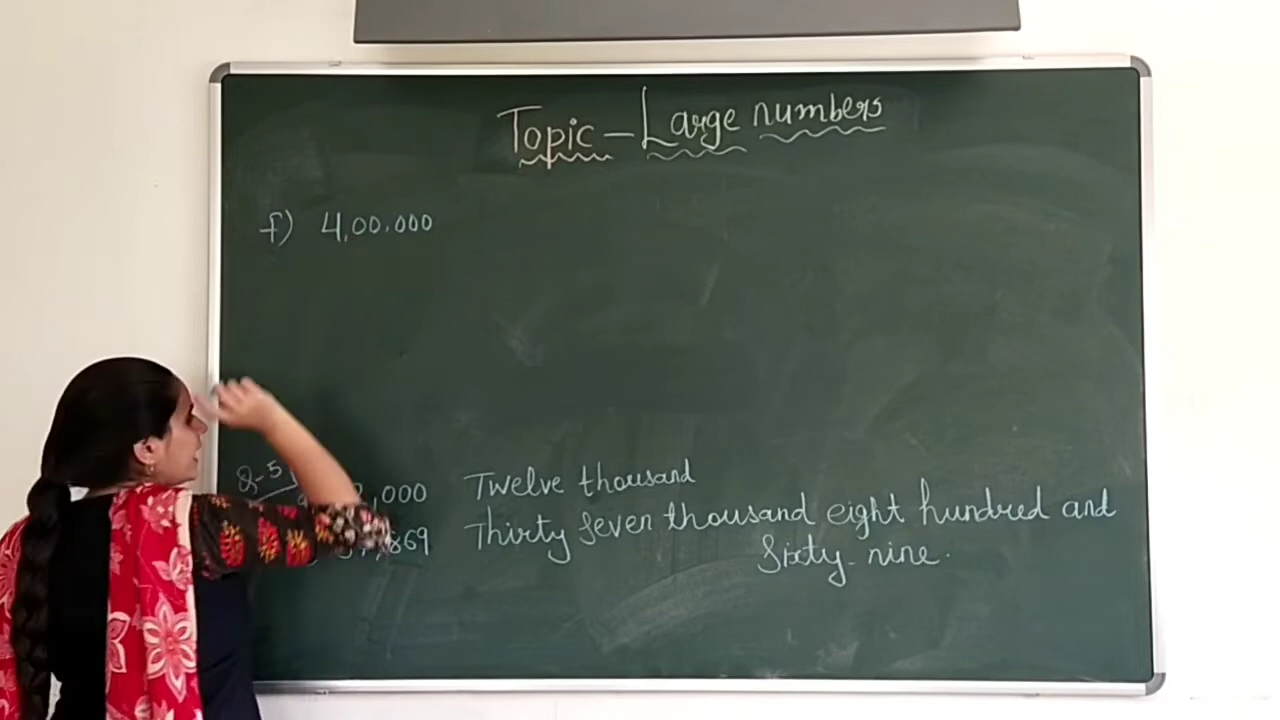 Topic - Large numbers
f) 4,00,000
Q-5
,000 Twelve thousand
,869 Thirty seven thousand eight hundred and
Sixty-nine.